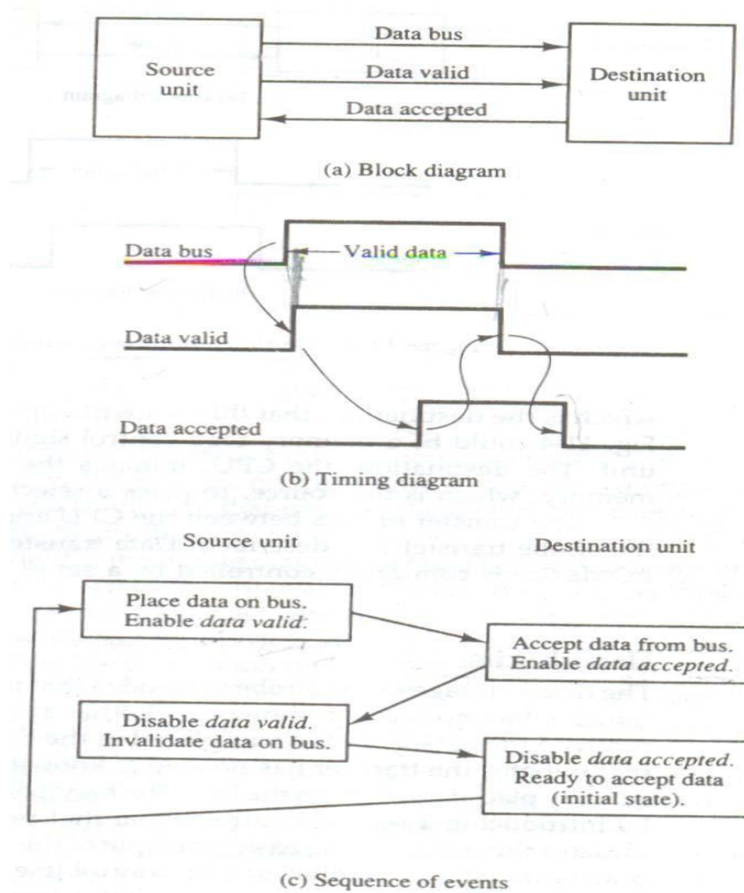 Source
unit
Data bus
Data valid
Data accepted
Destination
unit
(a) Block diagram
Data bus
Valid data
Data valid
Data accepted
(b) Timing diagram
Source unit
Destination unit
Place data on bus.
Enable data valid.
Accept data from bus.
Enable data accepted.
Disable data valid.
Invalidate data on bus.
Disable data accepted.
Ready to accept data
(initial state).
(c) Sequence of events